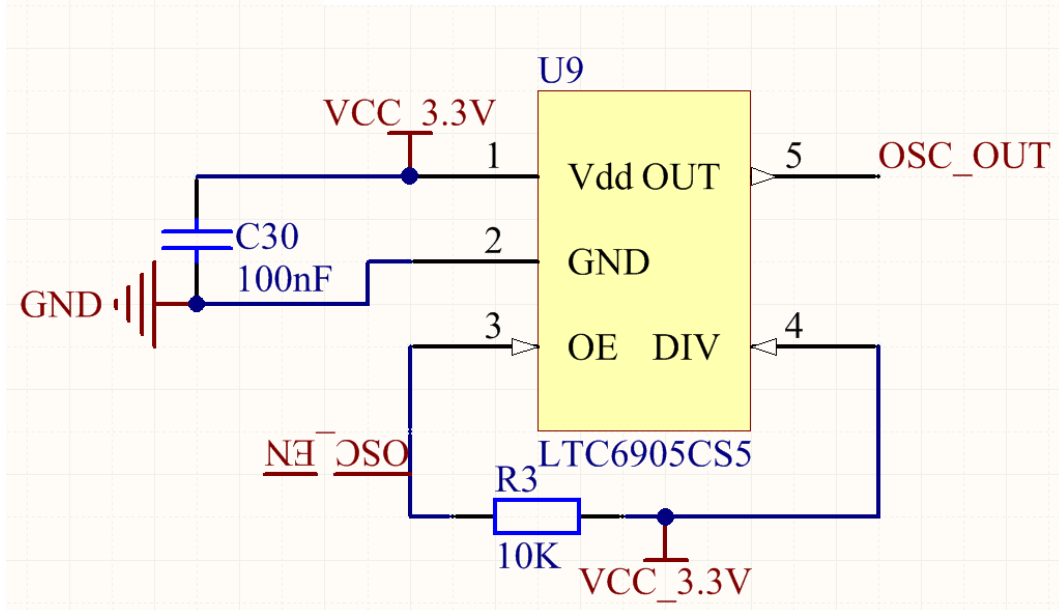 U9
VCC_3.3V
1
5
OSC_OUT
Vdd OUT
C30
2
100nF
GND
GND
3
4
OE DIV
OSC_EN
LTC6905CS5
R3
10K
VCC_3.3V